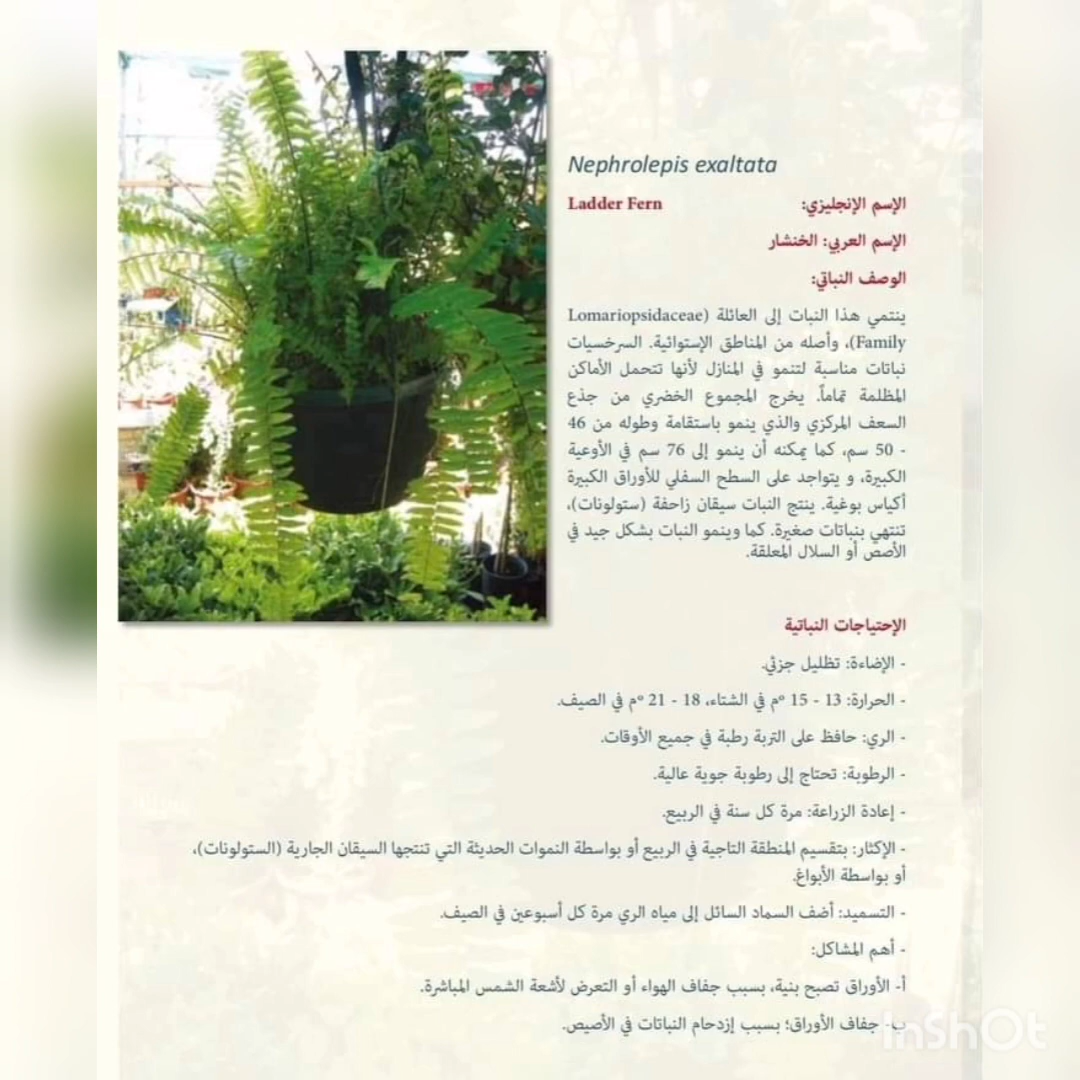 Nephrolepis exaltata
الإسم الإنجليزي: Ladder Fern
الإسم العربي: الخنشار
الوصف النباتي:
ينتمي هذا النبات إلى العائلة (Lomariopsidaceae
Family)، وأصله من المناطق الإستوائية. السرخسيات
نباتات مناسبة لتنمو في المنازل لأنها تتحمل الأماكن
المظلمة تماماً. يخرج المجموع الخضري من جذع
السعف المركزي والذي ينمو باستقامة وطوله من 46
- 50 سم، كما يمكنه أن ينمو إلى 76 سم في الأوعية
الكبيرة، و يتواجد على السطح السفلي للأوراق الكبيرة
أكياس بوغية. ينتج النبات سيقان زاحفة (ستولونات)،
تنتهي بنباتات صغيرة. كما وينمو النبات بشكل جيد في
الأصص أو السلال المعلقة.
الإحتياجات النباتية
- الإضاءة: تظليل جزئي.
- الحرارة: 13 - 15 °م في الشتاء، 18 - 21 °م في الصيف.
- الري: حافظ على التربة رطبة في جميع الأوقات.
- الرطوبة: تحتاج إلى رطوبة جوية عالية.
- إعادة الزراعة: مرة كل سنة في الربيع.
- الإكثار: بتقسيم المنطقة التاجية في الربيع أو بواسطة النموات الحديثة التي تنتجها السيقان الجارية (الستولونات)،
أو بواسطة الأبواغ.
- التسميد: أضف السماد السائل إلى مياه الري مرة كل أسبوعين في الصيف.
- أهم المشاكل:
أ- الأوراق تصبح بنية، بسبب جفاف الهواء أو التعرض لأشعة الشمس المباشرة.
ب- جفاف الأوراق؛ بسبب إزدحام النباتات في الأصيص.
InShOt